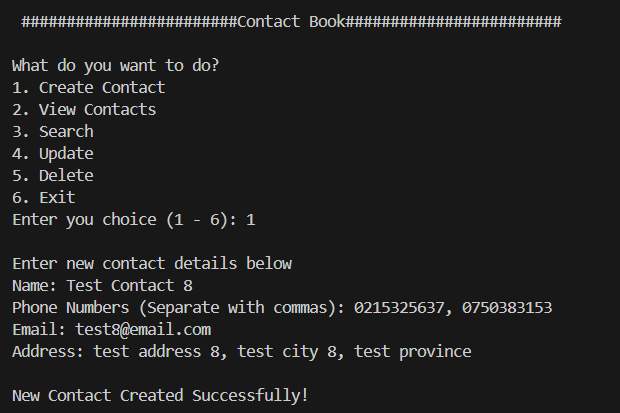 ########################Contact Book########################
What do you want to do?
1. Create Contact
2. View Contacts
3. Search
4. Update
5. Delete
6. Exit
Enter you choice (1 - 6): 1
Enter new contact details below
Name: Test Contact 8
Phone Numbers (Separate with commas): 0215325637, 0750383153
Email: test8@email.com
Address: test address 8, test city 8, test province
New Contact Created Successfully!